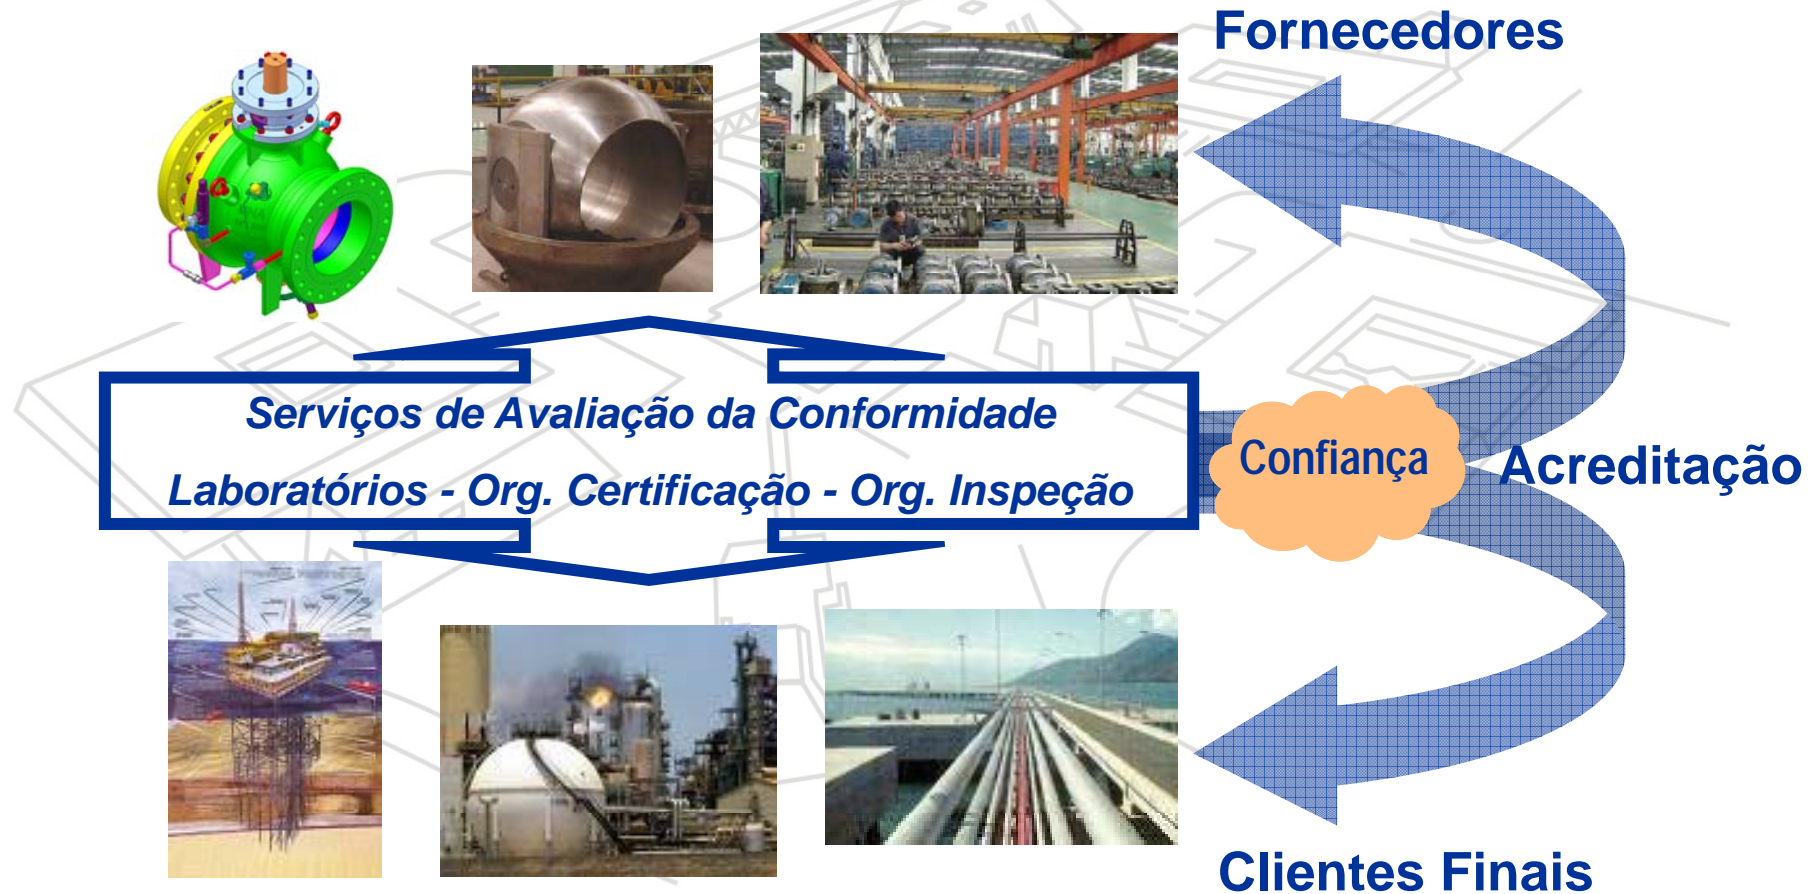 Fornecedores
Serviços de Avaliação da Conformidade
Laboratórios - Org. Certificação - Org. Inspeção
Confiança
Acreditação
Clientes Finais